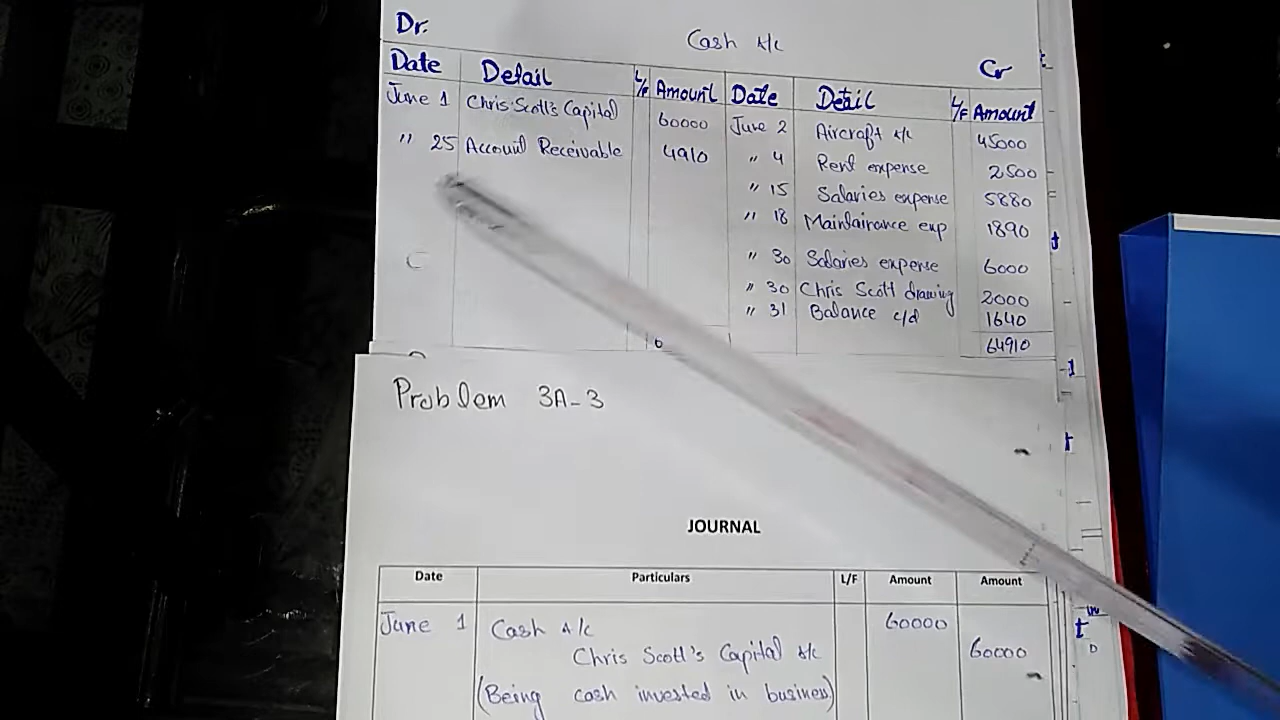 Dr.
Cash A/c
Cr
Date Detail L/F Amount Date Detail L/F Amount
June 1 Chris Scott's Capital 60000 June 2 Aircraft A/c 45000
" 25 Account Receivable 4910 " 4 Rent expense 2500
" 15 Salaries expense 5880
" 18 Maintairance exp 1890
" 30 Salaries expense 6000
" 30 Chris Scott drawing 2000
" 31 Balance c/d 1640
64910
Problem 3A-3
JOURNAL
Date Particulars L/F Amount Amount
June 1 Cash A/c 60000
Chris Scott's Capital A/c 60000
(Being cash invested in business)